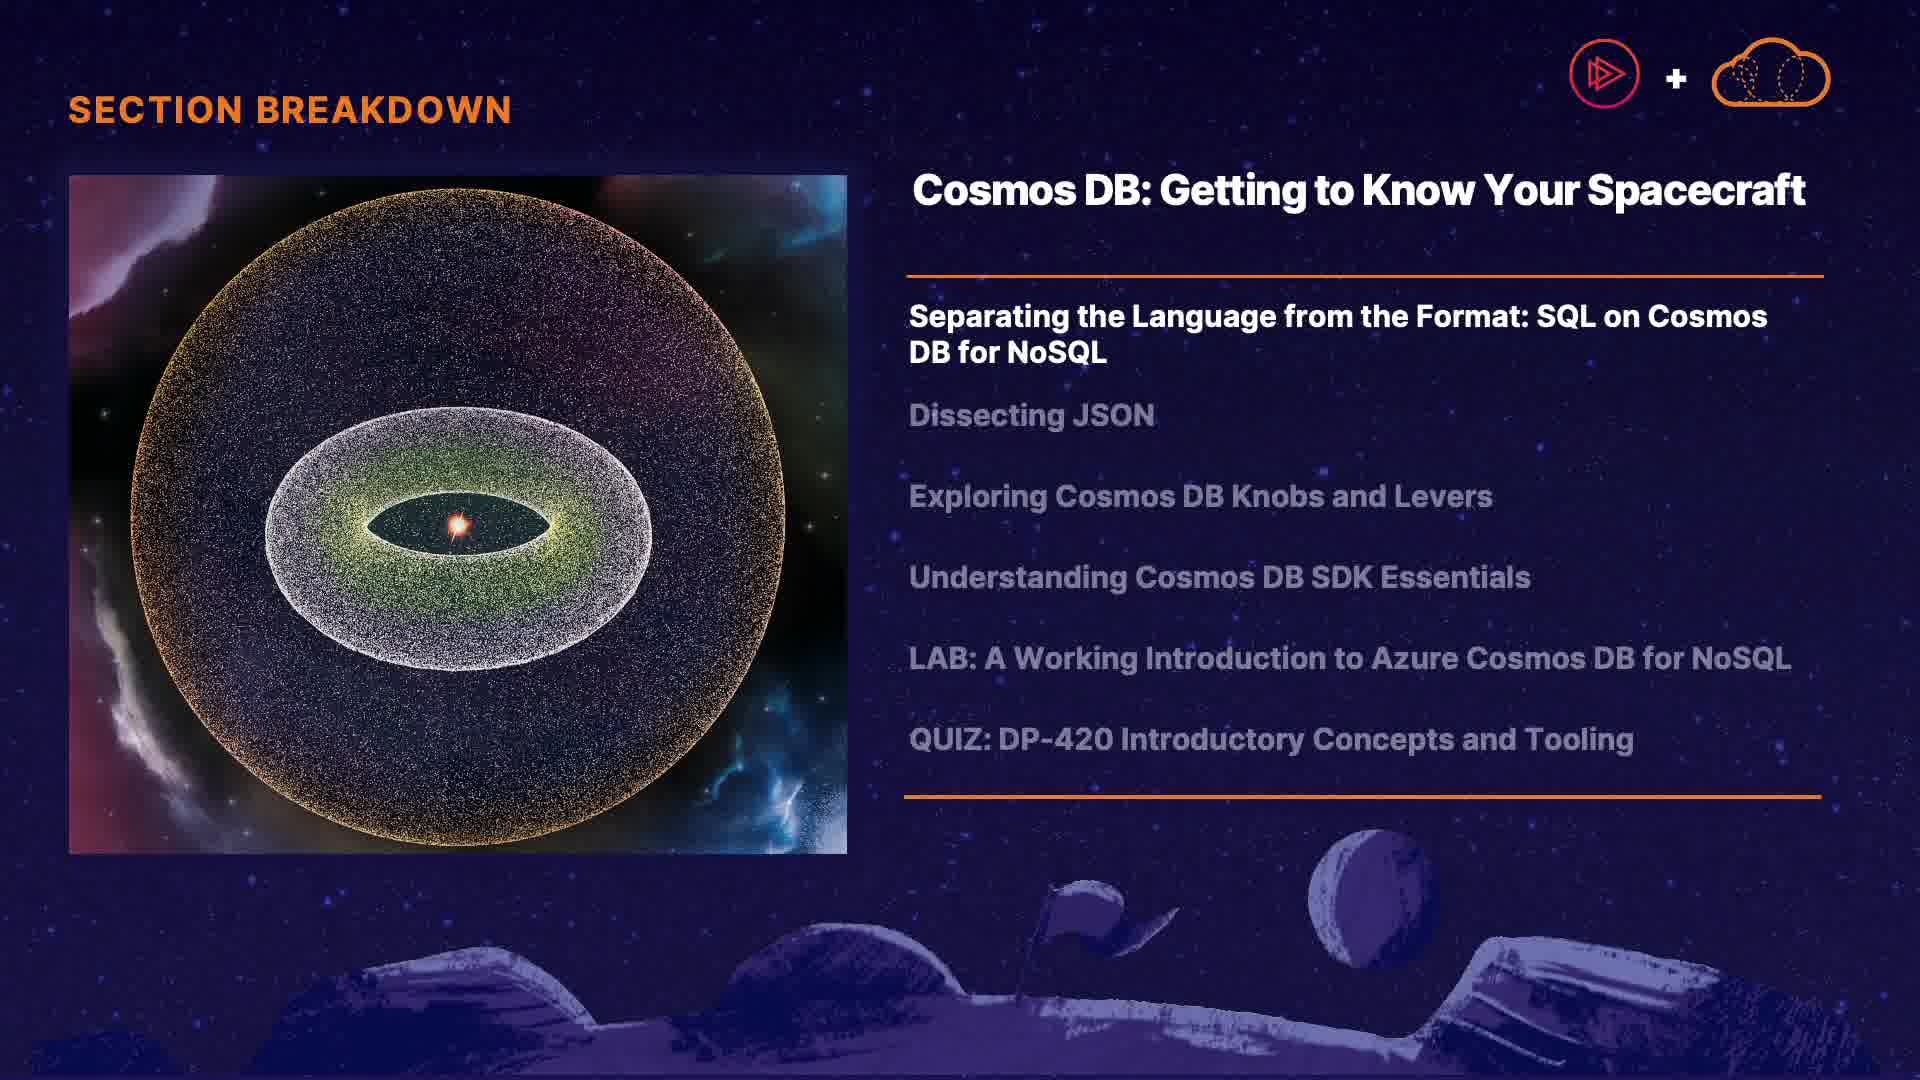 SECTION BREAKDOWN
Cosmos DB: Getting to Know Your Spacecraft
Separating the Language from the Format: SQL on Cosmos
DB for NoSQL
Dissecting JSON
Exploring Cosmos DB Knobs and Levers
Understanding Cosmos DB SDK Essentials
LAB: A Working Introduction to Azure Cosmos DB for NoSQL
QUIZ: DP-420 Introductory Concepts and Tooling